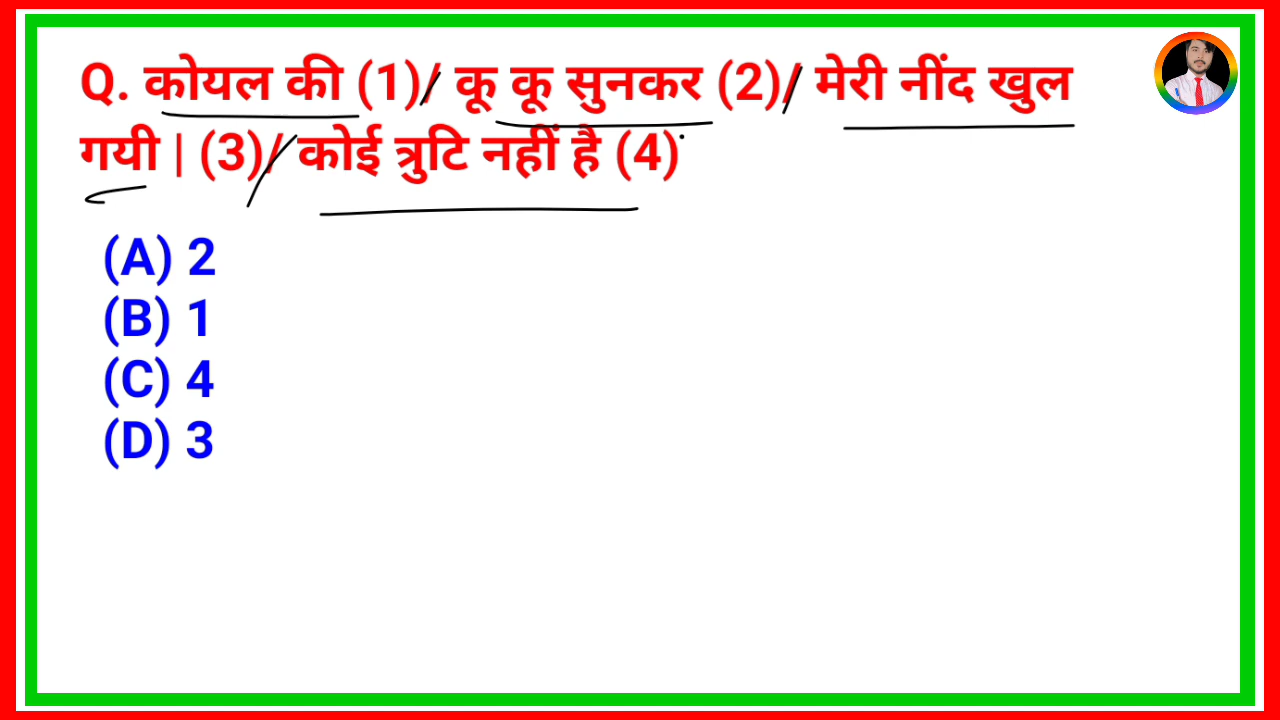 Q. कोयल की (1)/ कू कू सुनकर (2)/ मेरी नींद खुल
गयी | (3)/ कोई त्रुटि नहीं है (4)
(A) 2
(B) 1
(C) 4
(D) 3